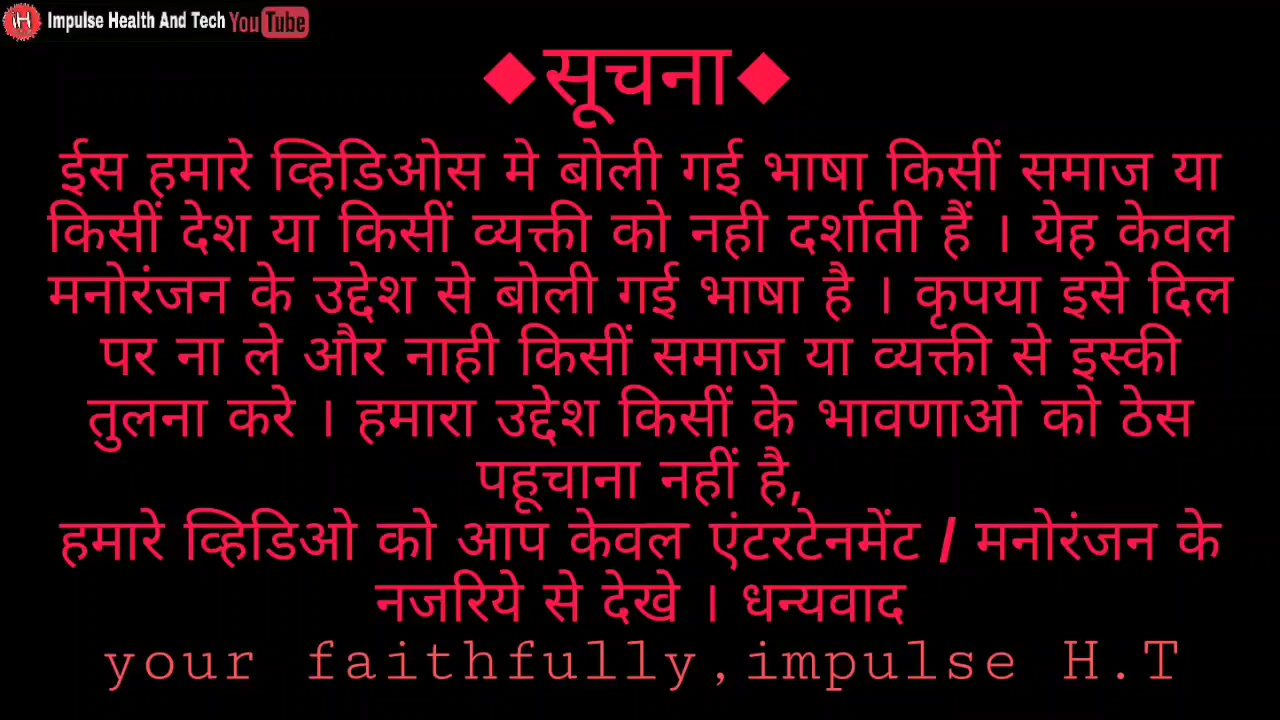 Impulse Health And Tech YouTube
◆सूचना◆
ईस हमारे व्हिडिओस मे बोली गई भाषा किसीं समाज या
किसीं देश या किसीं व्यक्ती को नही दर्शाती हैं । येह केवल
मनोरंजन के उद्देश से बोली गई भाषा है । कृपया इसे दिल
पर ना ले और नाही किसीं समाज या व्यक्ती से इस्की
तुलना करे । हमारा उद्देश किसीं के भावणाओ को ठेस
पहूचाना नहीं है,
हमारे व्हिडिओ को आप केवल एंटरटेनमेंट / मनोरंजन के
नजरिये से देखे । धन्यवाद
your faithfully,impulse H.T